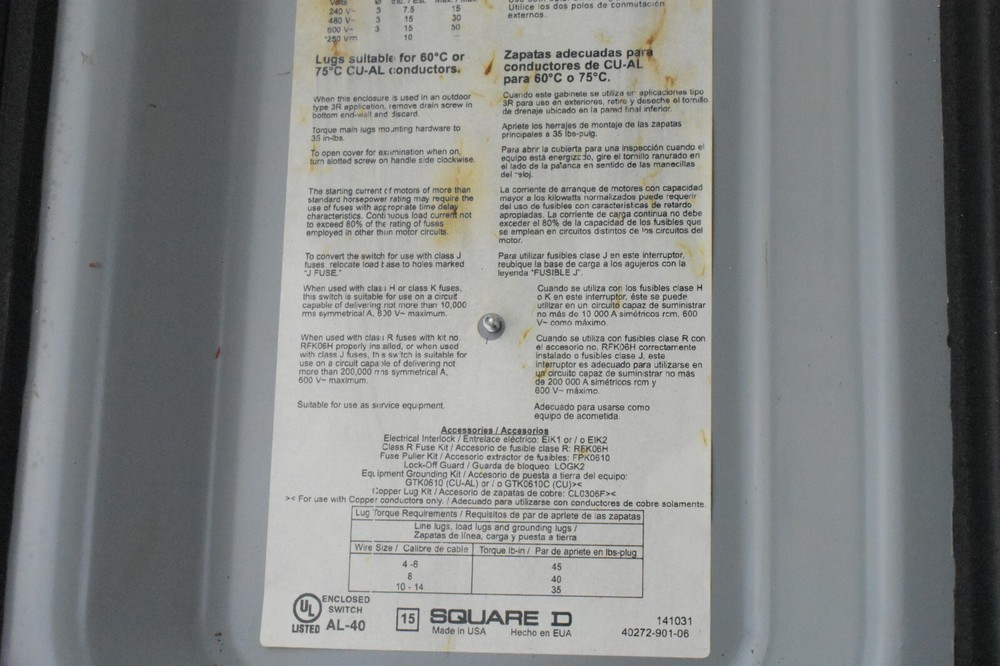 Volts Ø
240 V~ 3 7.5 15
480 V~ 3 15 30
600 V~ 3 15 50
*250 V 10 —
Lugs suitable for 60°C or
75°C CU-AL conductors.
When this enclosure is used in an outdoor
type 3R application, remove drain screw in
bottom end-wall and discard.
Torque main lugs mounting hardware to
35 in-lbs.
To open cover for examination when on,
turn slotted screw on handle side clockwise.
The starting current of motors of more than
standard horsepower rating may require the
use of fuses with appropriate time delay
characteristics. Continuous load current not
to exceed 80% of the rating of fuses
employed in other than motor circuits.
To convert the switch for use with class J
fuses, relocate load base to holes marked
"J FUSE."
When used with class H or class K fuses,
this switch is suitable for use on a circuit
capable of delivering not more than 10,000
rms symmetrical A, 600 V~ maximum.
When used with class R fuses with kit no.
RFK06H properly installed, or when used
with class J fuses, this switch is suitable for
use on a circuit capable of delivering not
more than 200,000 rms symmetrical A,
600 V~ maximum.
Suitable for use as service equipment.
Utilice los dos polos de conmutación
externos.
Zapatas adecuadas para
conductores de CU-AL
para 60°C o 75°C.
Cuando este gabinete se utiliza en aplicaciones tipo
3R para uso en exteriores, retire y deseche el tornillo
de drenaje ubicado en la pared final inferior.
Apriete los herrajes de montaje de las zapatas
principales a 35 lbs-pulg.
Para abrir la cubierta para una inspección cuando el
equipo está energizado, gire el tornillo ranurado en
el lado de la palanca en sentido de las manecillas
del reloj.
La corriente de arranque de motores con capacidad
mayor a los kilowatts normalizados puede requerir
del uso de fusibles con características de retardo
apropiadas. La corriente de carga continua no debe
exceder el 80% de la capacidad de los fusibles que
se emplean en circuitos distintos de los circuitos del
motor.
Para utilizar fusibles clase J en este interruptor,
reubique la base de carga a los agujeros con la
leyenda "FUSIBLE J".
Cuando se utiliza con los fusibles clase H
o K en este interruptor, éste se puede
utilizar en un circuito capaz de suministrar
no más de 10 000 A simétricos rcm, 600
V~ como máximo.
Cuando se utiliza con fusibles clase R con
el accesorio no. RFK06H correctamente
instalado o fusibles clase J, este
interruptor es adecuado para utilizarse en
un circuito capaz de suministrar no más
de 200 000 A simétricos rcm y
600 V~ máximo.
Adecuado para usarse como
equipo de acometida.
Accessories / Accesorios
Electrical Interlock / Entrelace eléctrico: EIK1 or / o EIK2
Class R Fuse Kit / Accesorio de fusible clase R: RFK06H
Fuse Puller Kit / Accesorio extractor de fusibles: FPK0610
Lock-Off Guard / Guarda de bloqueo: LOGK2
Equipment Grounding Kit / Accesorio de puesta a tierra del equipo:
GTK0610 (CU-AL) or / o GTK0610C (CU)><
Copper Lug Kit / Accesorio de zapatas de cobre: CL0306F><
>< For use with Copper conductors only. / Adecuado para utilizarse con conductores de cobre solamente.
Lug Torque Requirements / Requisitos de par de apriete de las zapatas
Line lugs, load lugs and grounding lugs /
Zapatas de línea, carga y puesta a tierra
Wire Size / Calibre de cable Torque lb-in / Par de apriete en lbs-pulg
4 -6 45
8 40
10 - 14 35
UL LISTED ENCLOSED SWITCH AL-40
15 SQUARE D
Made in USA Hecho en EUA
141031
40272-901-06